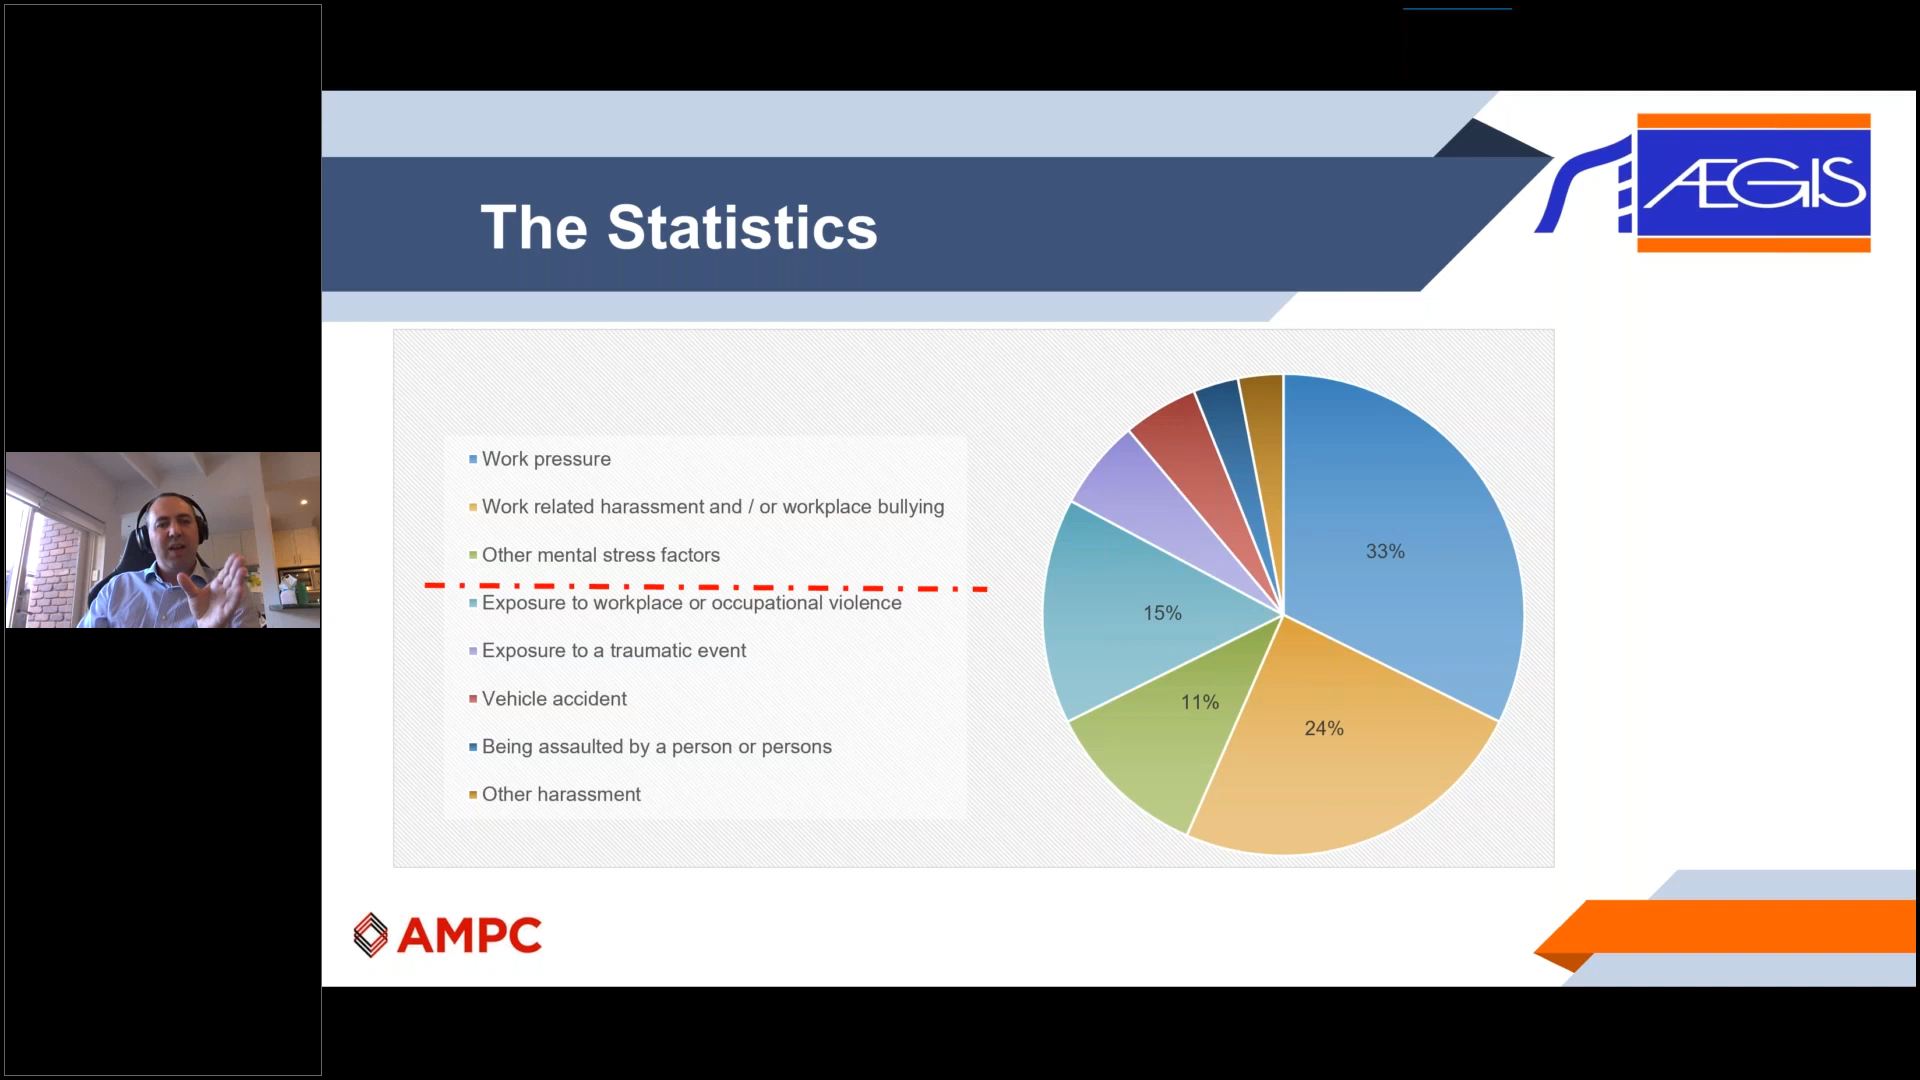 The Statistics
ÆGIS
Work pressure
Work related harassment and / or workplace bullying
Other mental stress factors
Exposure to workplace or occupational violence
Exposure to a traumatic event
Vehicle accident
Being assaulted by a person or persons
Other harassment
33%
15%
11%
24%
AMPC